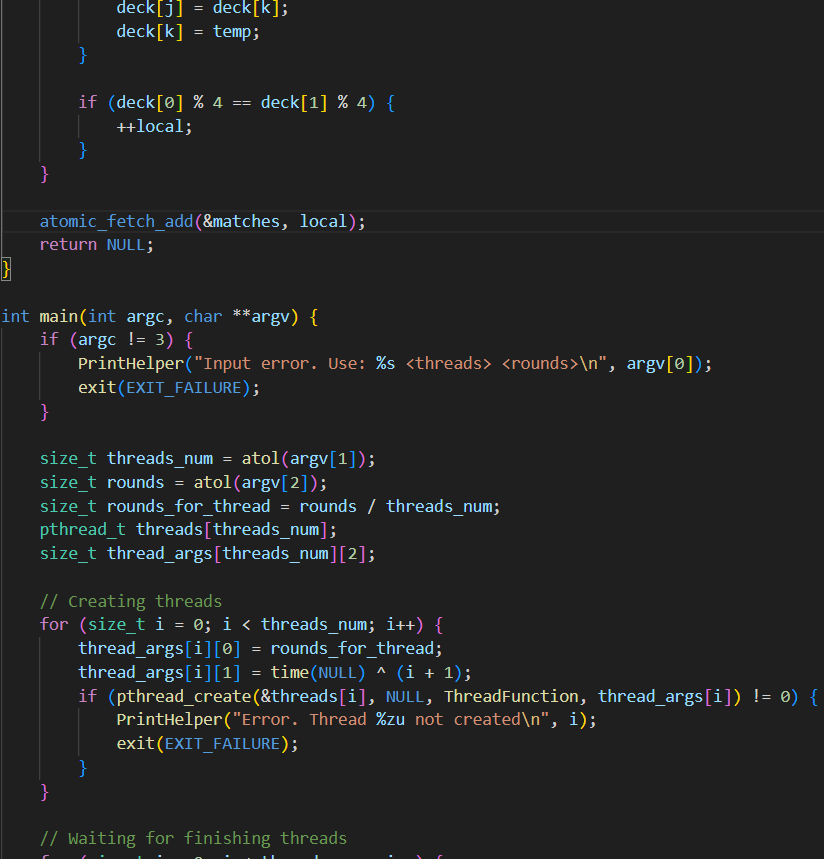 deck[j] = deck[k];
deck[k] = temp;
}
if (deck[0] % 4 == deck[1] % 4) {
++local;
}
}
atomic_fetch_add(&matches, local);
return NULL;
}
int main(int argc, char **argv) {
if (argc != 3) {
PrintHelper("Input error. Use: %s <threads> <rounds>\n", argv[0]);
exit(EXIT_FAILURE);
}
size_t threads_num = atol(argv[1]);
size_t rounds = atol(argv[2]);
size_t rounds_for_thread = rounds / threads_num;
pthread_t threads[threads_num];
size_t thread_args[threads_num][2];
// Creating threads
for (size_t i = 0; i < threads_num; i++) {
thread_args[i][0] = rounds_for_thread;
thread_args[i][1] = time(NULL) ^ (i + 1);
if (pthread_create(&threads[i], NULL, ThreadFunction, thread_args[i]) != 0) {
PrintHelper("Error. Thread %zu not created\n", i);
exit(EXIT_FAILURE);
}
}
// Waiting for finishing threads